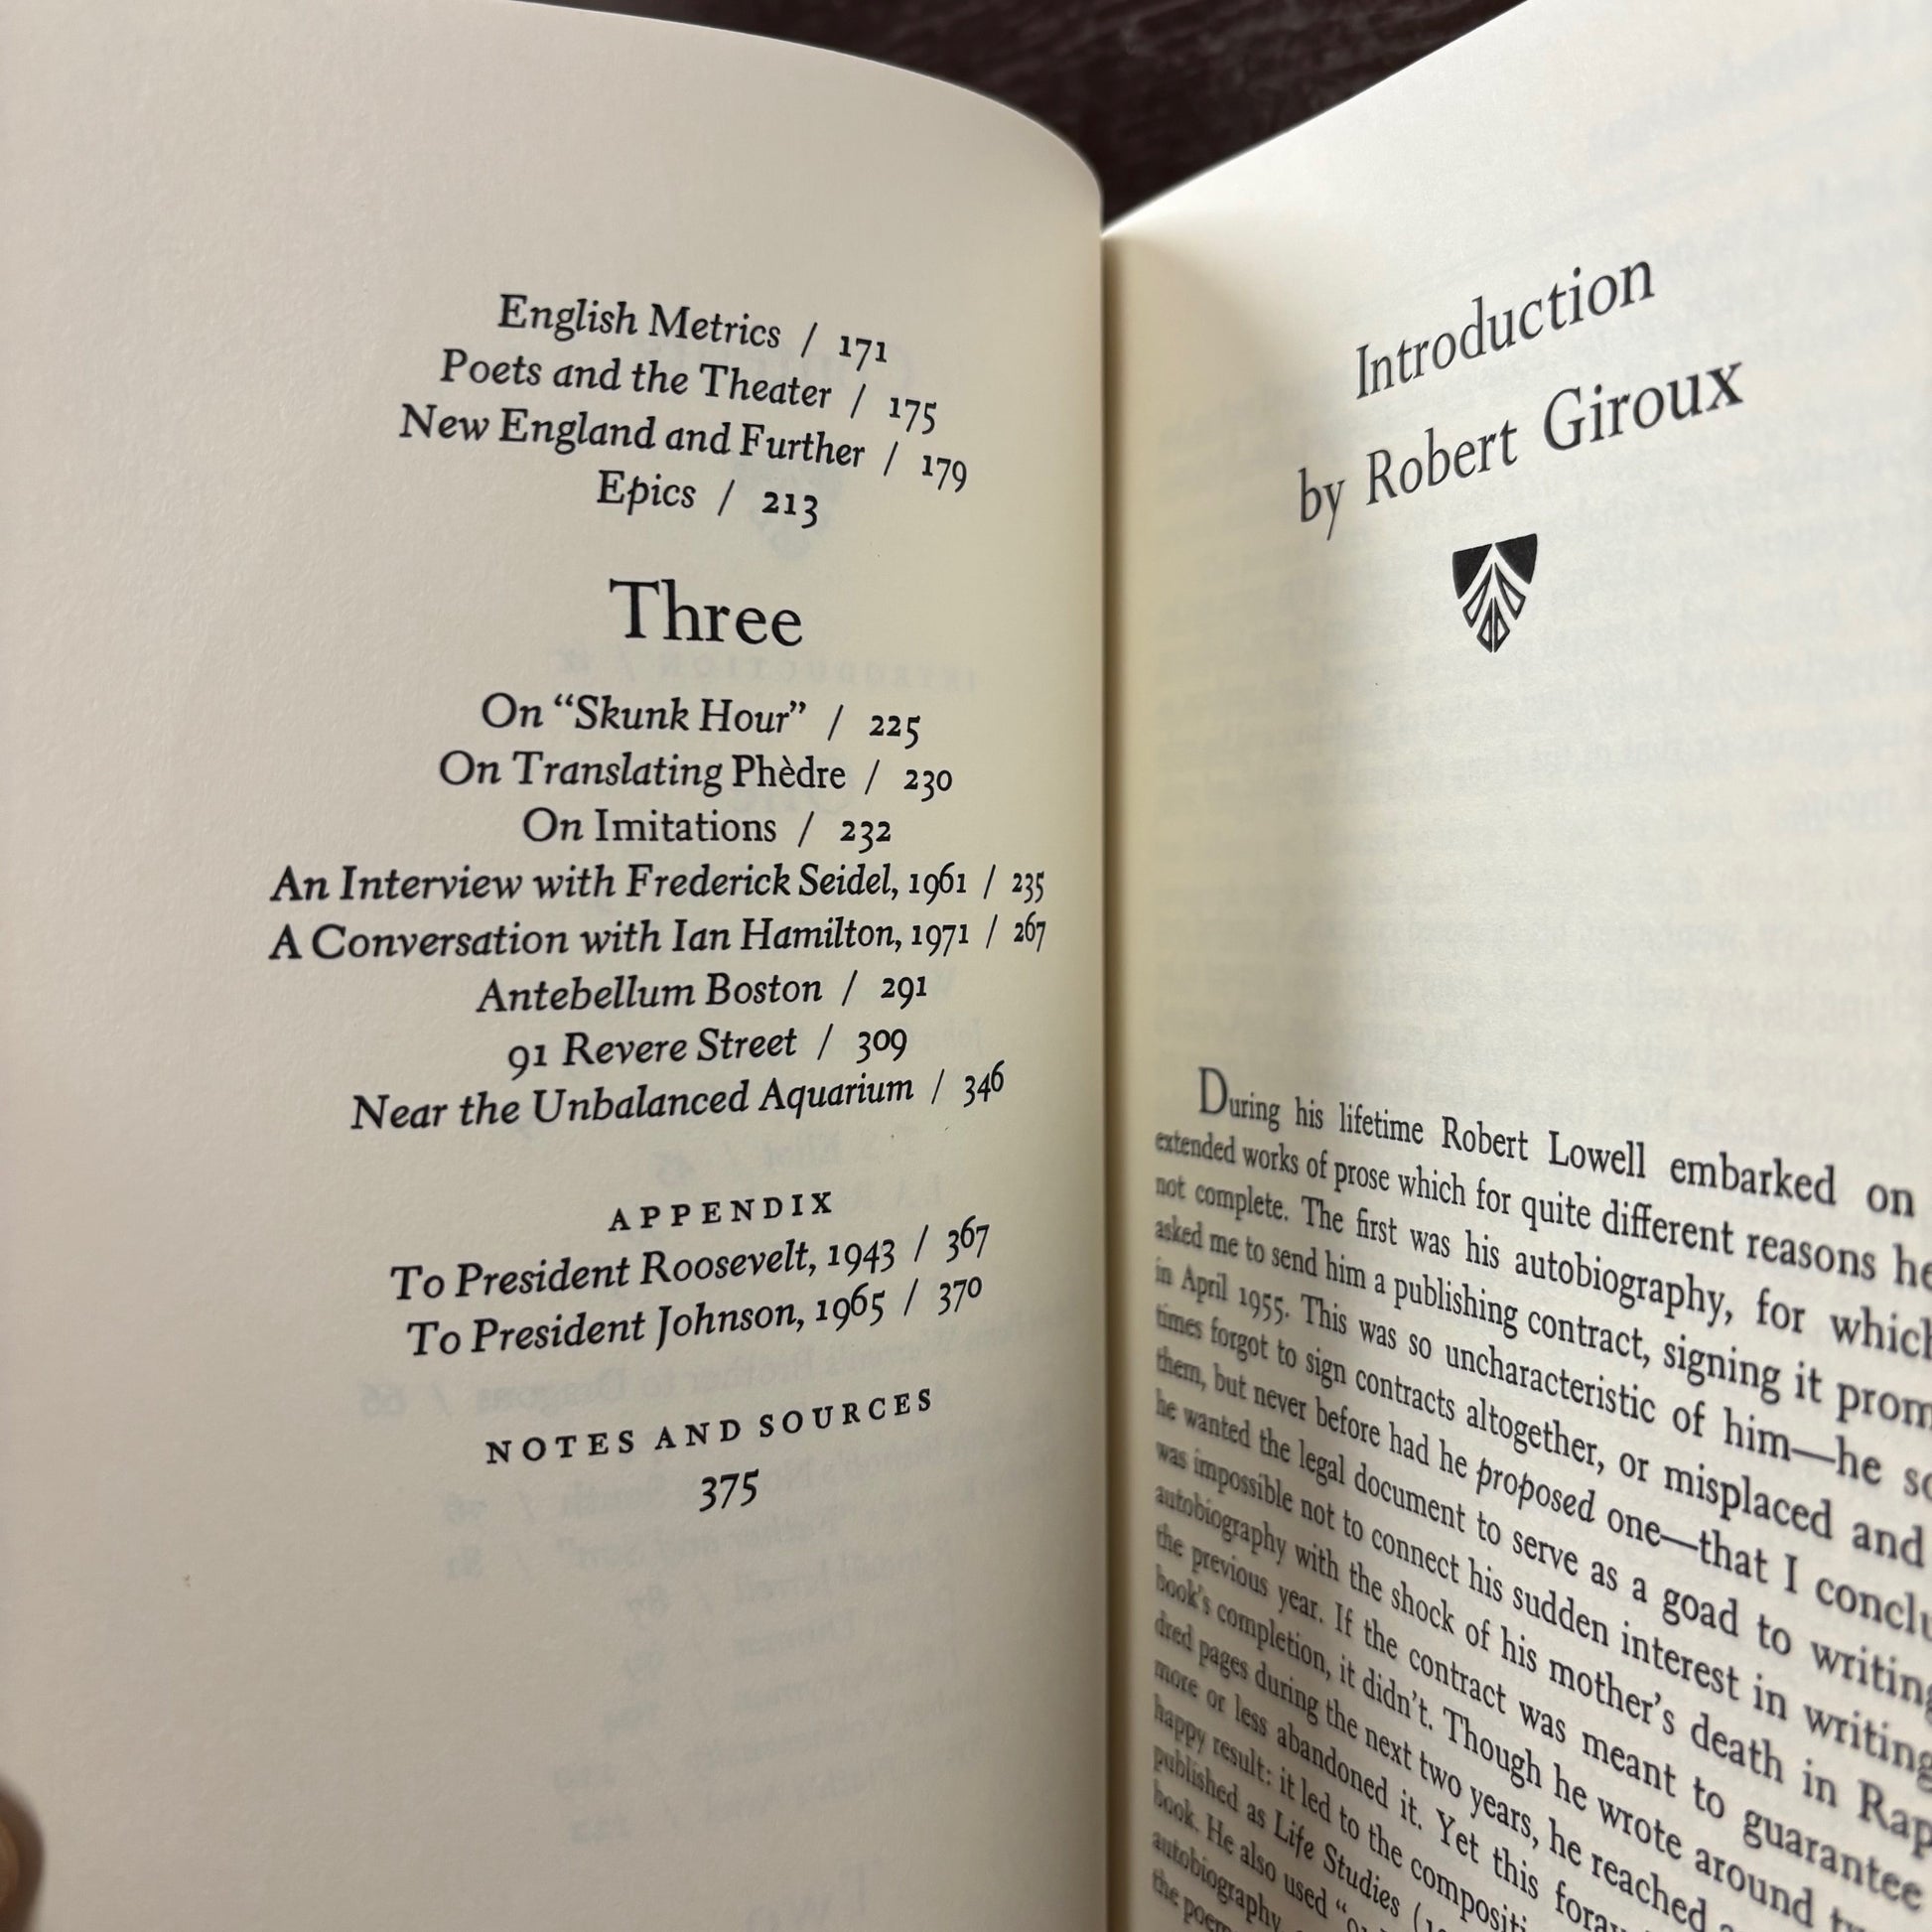 English Metrics / 171
Poets and the Theater / 175
New England and Further / 179
Epics / 213
Three
On “Skunk Hour” / 225
On Translating Phèdre / 230
On Imitations / 232
An Interview with Frederick Seidel, 1961 / 235
A Conversation with Ian Hamilton, 1971 / 267
Antebellum Boston / 291
91 Revere Street / 309
Near the Unbalanced Aquarium / 346
APPENDIX
To President Roosevelt, 1943 / 367
To President Johnson, 1965 / 370
NOTES AND SOURCES
375
Introduction
by Robert Giroux
During his lifetime Robert Lowell embarked on
extended works of prose which for quite different reasons he
not complete. The first was his autobiography, for which
asked me to send him a publishing contract, signing it
in April 1955. This was so uncharacteristic of him—he
times forgot to sign contracts altogether, or misplaced and
them, but never before had he proposed one—that I
he wanted the legal document to serve as a goad to writing
was impossible not to connect his sudden interest in writing
autobiography with the shock of his mother’s death in
the previous year. If the contract was meant to guarantee
book’s completion, it didn’t. Though he wrote around
dred pages during the next two years, he reached
more or less abandoned it. Yet this
happy result: it led to the
published as Life Studies
book. He also used
autobiography
the